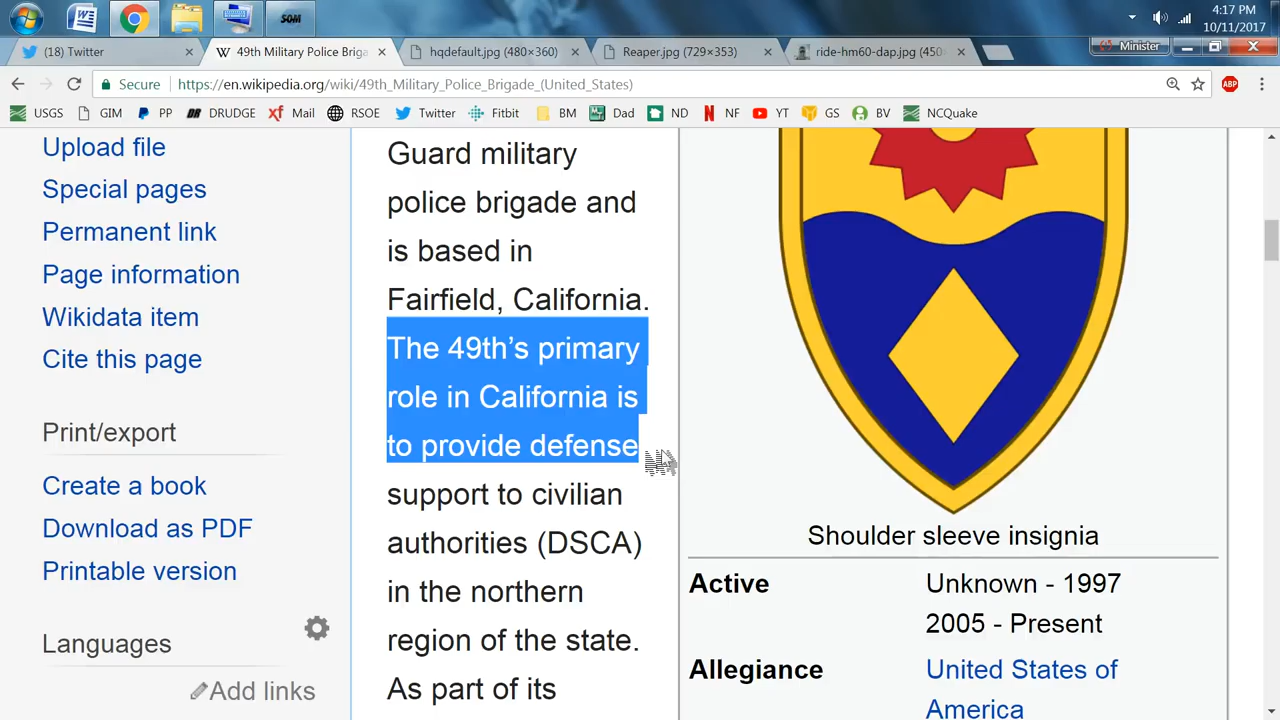 SOM
4:17 PM
10/11/2017
(18) Twitter
49th Military Police Briga
hqdefault.jpg (480×360)
Reaper.jpg (729×353)
ride-hm60-dap.jpg (450
Minister
Secure
https://en.wikipedia.org/wiki/49th_Military_Police_Brigade_(United_States)
ABP
USGS
GIM
PP
DRUDGE
Mail
RSOE
Twitter
Fitbit
BM
Dad
ND
NF
YT
GS
BV
NCQuake
Upload file
Special pages
Permanent link
Page information
Wikidata item
Cite this page
Print/export
Create a book
Download as PDF
Printable version
Languages
Add links
Guard military
police brigade and
is based in
Fairfield, California.
The 49th’s primary
role in California is
to provide defense
support to civilian
authorities (DSCA)
in the northern
region of the state.
As part of its
Shoulder sleeve insignia
Active Unknown - 1997
2005 - Present
Allegiance United States of
America